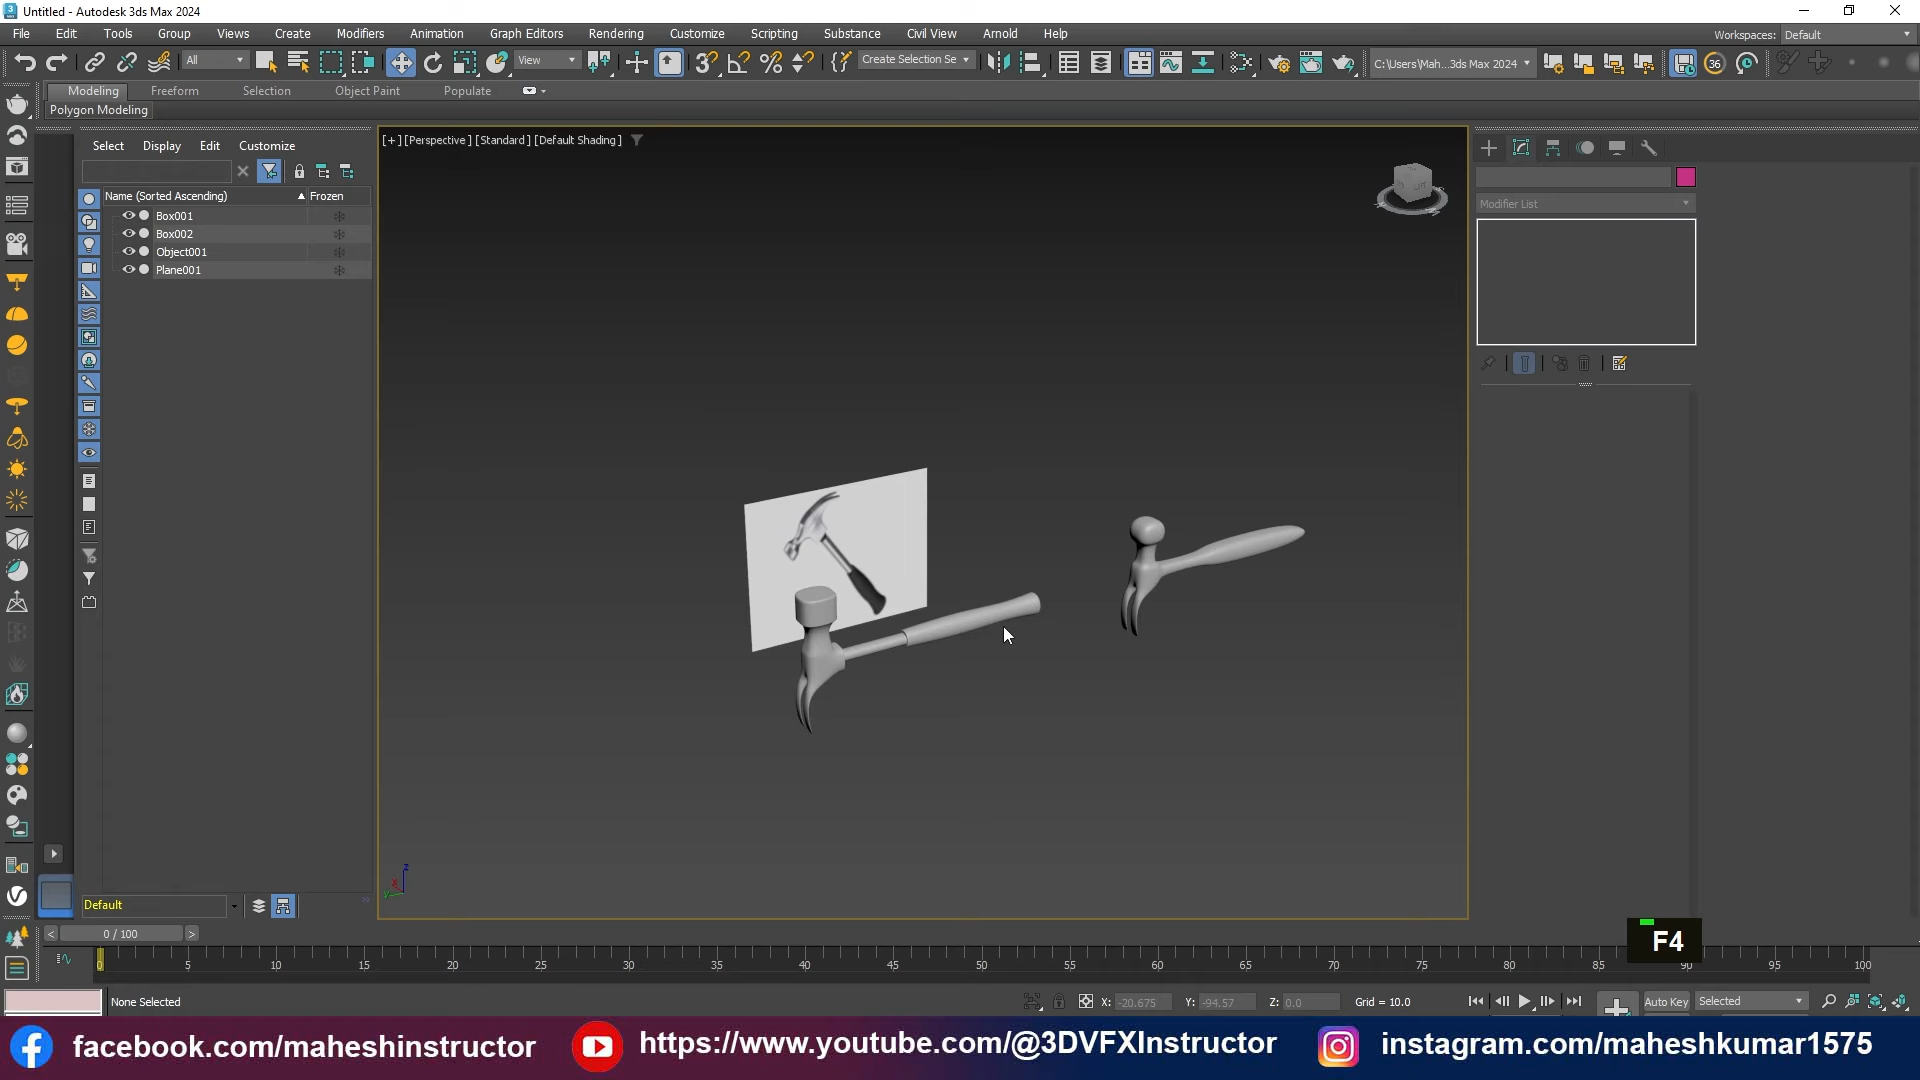 Untitled - Autodesk 3ds Max 2024
File Edit Tools Group Views Create Modifiers Animation Graph Editors Rendering Customize Scripting Substance Civil View Arnold Help
Workspaces: Default
All
View
Create Selection Se
C:\Users\Mah...3ds Max 2024
36
Modeling Freeform Selection Object Paint Populate
Polygon Modeling
Select Display Edit Customize
[+] [Perspective ] [Standard ] [Default Shading ]
Name (Sorted Ascending) Frozen
Box001
Box002
Object001
Plane001
Modifier List
Default
0 / 100
F4
0 5 10 15 20 25 30 35 40 45 50 55 60 65 70 75 80 85 90 95 100
None Selected
X: -20.675 Y: -94.57 Z: 0.0 Grid = 10.0
Auto Key Selected
facebook.com/maheshinstructor
https://www.youtube.com/@3DVFXInstructor
instagram.com/maheshkumar1575